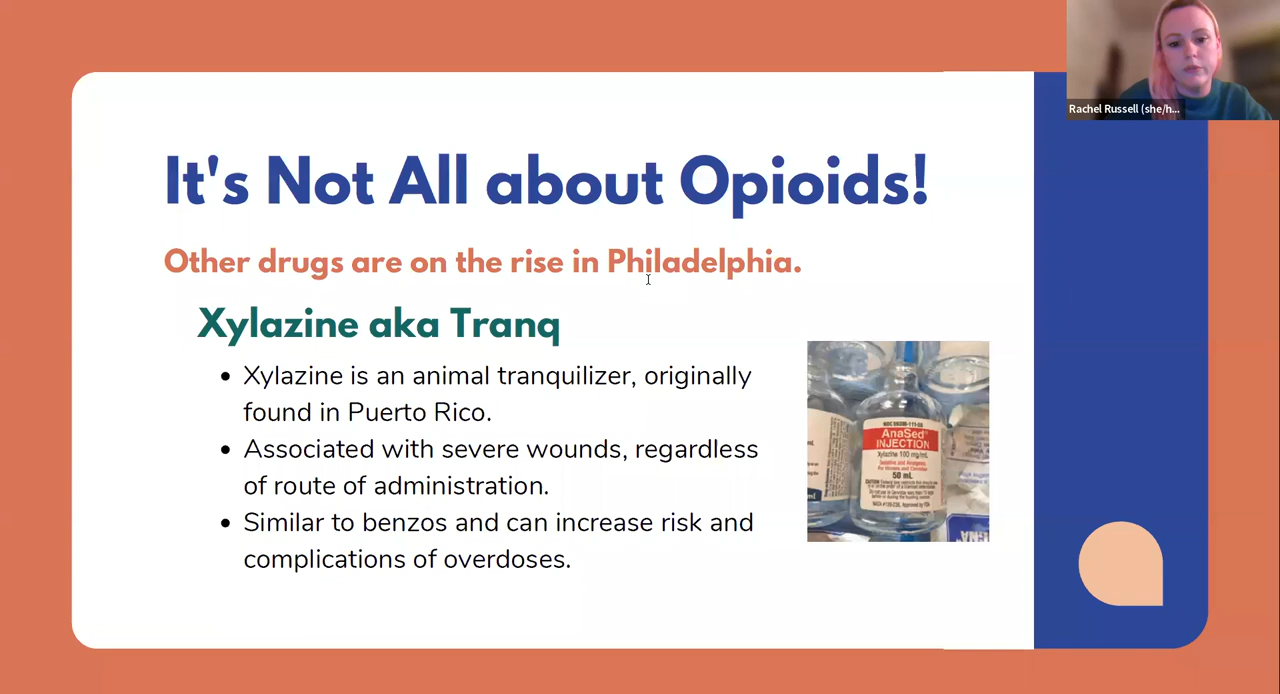 Rachel Russell (she/h...
It's Not All about Opioids!
Other drugs are on the rise in Philadelphia.
Xylazine aka Tranq
• Xylazine is an animal tranquilizer, originally
found in Puerto Rico.
• Associated with severe wounds, regardless
of route of administration.
• Similar to benzos and can increase risk and
complications of overdoses.
AnaSed®
INJECTION
Xylazine 100 mg/mL
50 mL